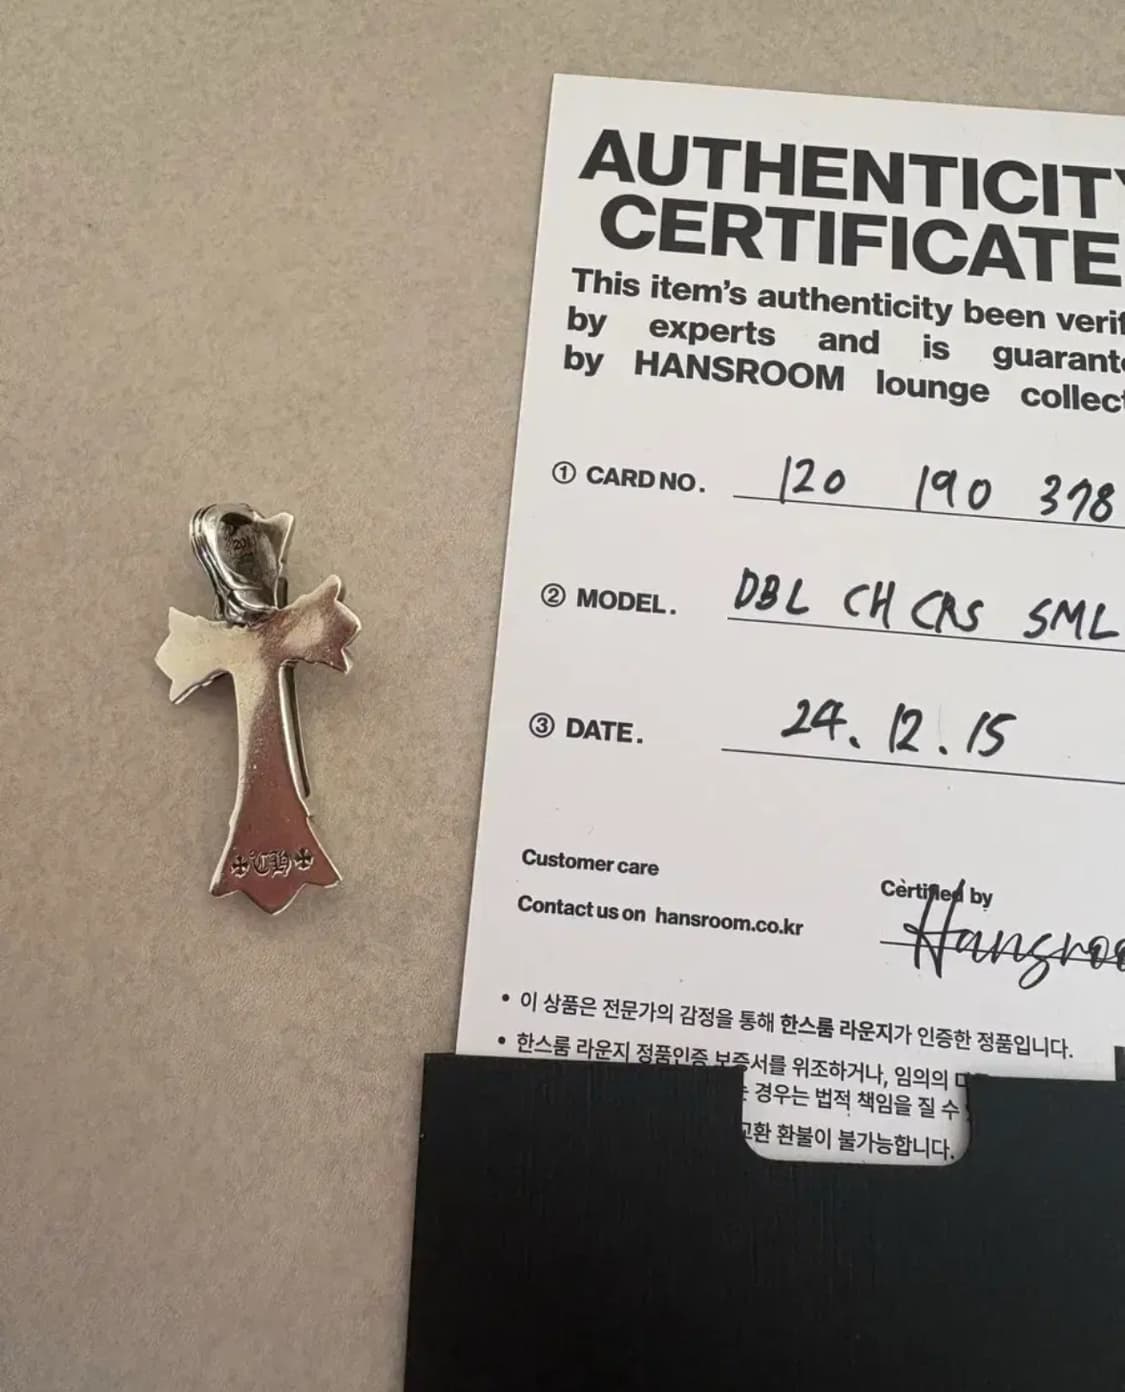 AUTHENTICITY
CERTIFICATE
This item's authenticity been
by experts and is
by HANSROOM lounge
① CARD NO. 120 190 378
② MODEL. DBL CH CRS SML
③ DATE. 24. 12. 15
Customer care
Certified by
Contact us on hansroom.co.kr
• 이 상품은 전문가의 감정을 통해 한스룸 라운지가 인증한 정품입니다.
• 한스룸 라운지 정품인증 보증서를 위조하거나, 임의의
경우는 법적 책임을 질 수
교환 환불이 불가능합니다.
CH